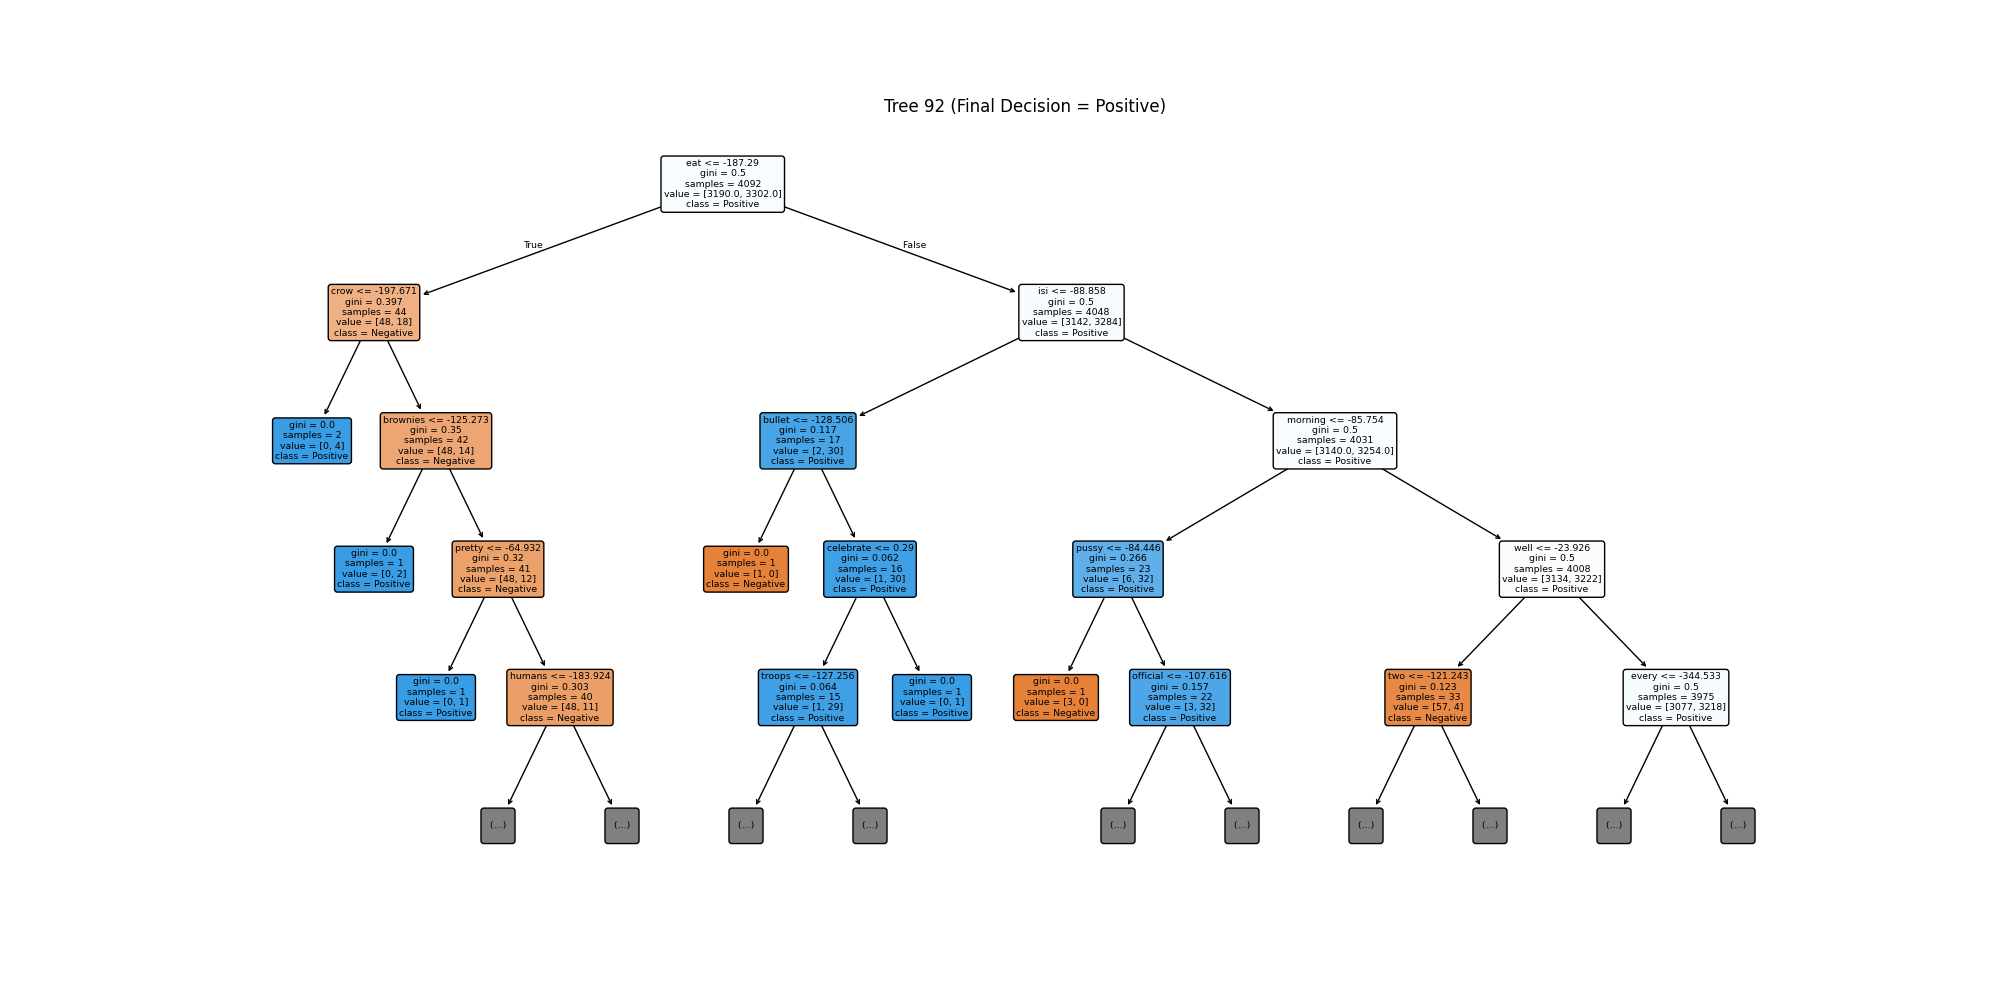 Tree 92 (Final Decision = Positive)
eat <= -187.29
gini = 0.5
samples = 4092
value = [3190.0, 3302.0]
class = Positive
True
False
crow <= -197.671
gini = 0.397
samples = 44
value = [48, 18]
class = Negative
isi <= -88.858
gini = 0.5
samples = 4048
value = [3142, 3284]
class = Positive
gini = 0.0
samples = 2
value = [0, 4]
class = Positive
brownies <= -125.273
gini = 0.35
samples = 42
value = [48, 14]
class = Negative
bullet <= -128.506
gini = 0.117
samples = 17
value = [2, 30]
class = Positive
morning <= -85.754
gini = 0.5
samples = 4031
value = [3140.0, 3254.0]
class = Positive
gini = 0.0
samples = 1
value = [0, 2]
class = Positive
pretty <= -64.932
gini = 0.32
samples = 41
value = [48, 12]
class = Negative
gini = 0.0
samples = 1
value = [1, 0]
class = Negative
celebrate <= 0.29
gini = 0.062
samples = 16
value = [1, 30]
class = Positive
pussy <= -84.446
gini = 0.266
samples = 23
value = [6, 32]
class = Positive
well <= -23.926
gini = 0.5
samples = 4008
value = [3134, 3222]
class = Positive
gini = 0.0
samples = 1
value = [0, 1]
class = Positive
humans <= -183.924
gini = 0.303
samples = 40
value = [48, 11]
class = Negative
troops <= -127.256
gini = 0.064
samples = 15
value = [1, 29]
class = Positive
gini = 0.0
samples = 1
value = [0, 1]
class = Positive
gini = 0.0
samples = 1
value = [3, 0]
class = Negative
official <= -107.616
gini = 0.157
samples = 22
value = [3, 32]
class = Positive
two <= -121.243
gini = 0.123
samples = 33
value = [57, 4]
class = Negative
every <= -344.533
gini = 0.5
samples = 3975
value = [3077, 3218]
class = Positive
(...)
(...)
(...)
(...)
(...)
(...)
(...)
(...)
(...)
(...)